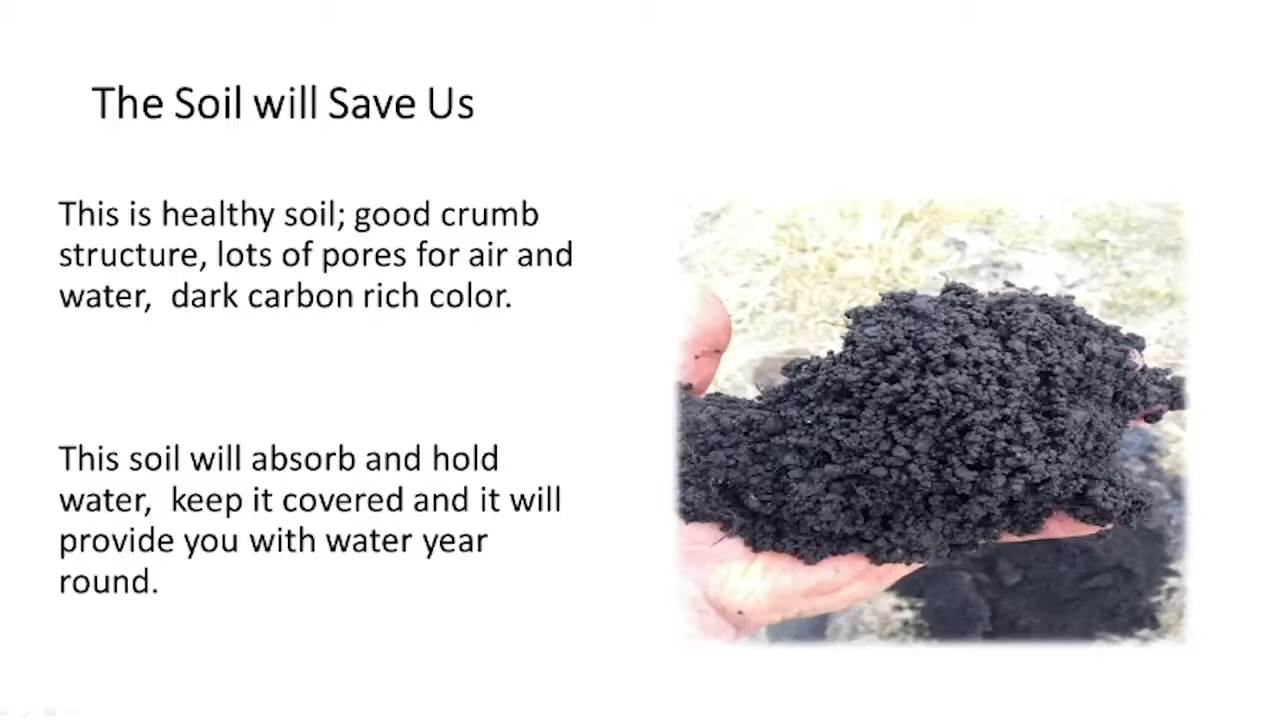 The Soil will Save Us
This is healthy soil; good crumb
structure, lots of pores for air and
water,  dark carbon rich color.
This soil will absorb and hold
water,  keep it covered and it will
provide you with water year
round.